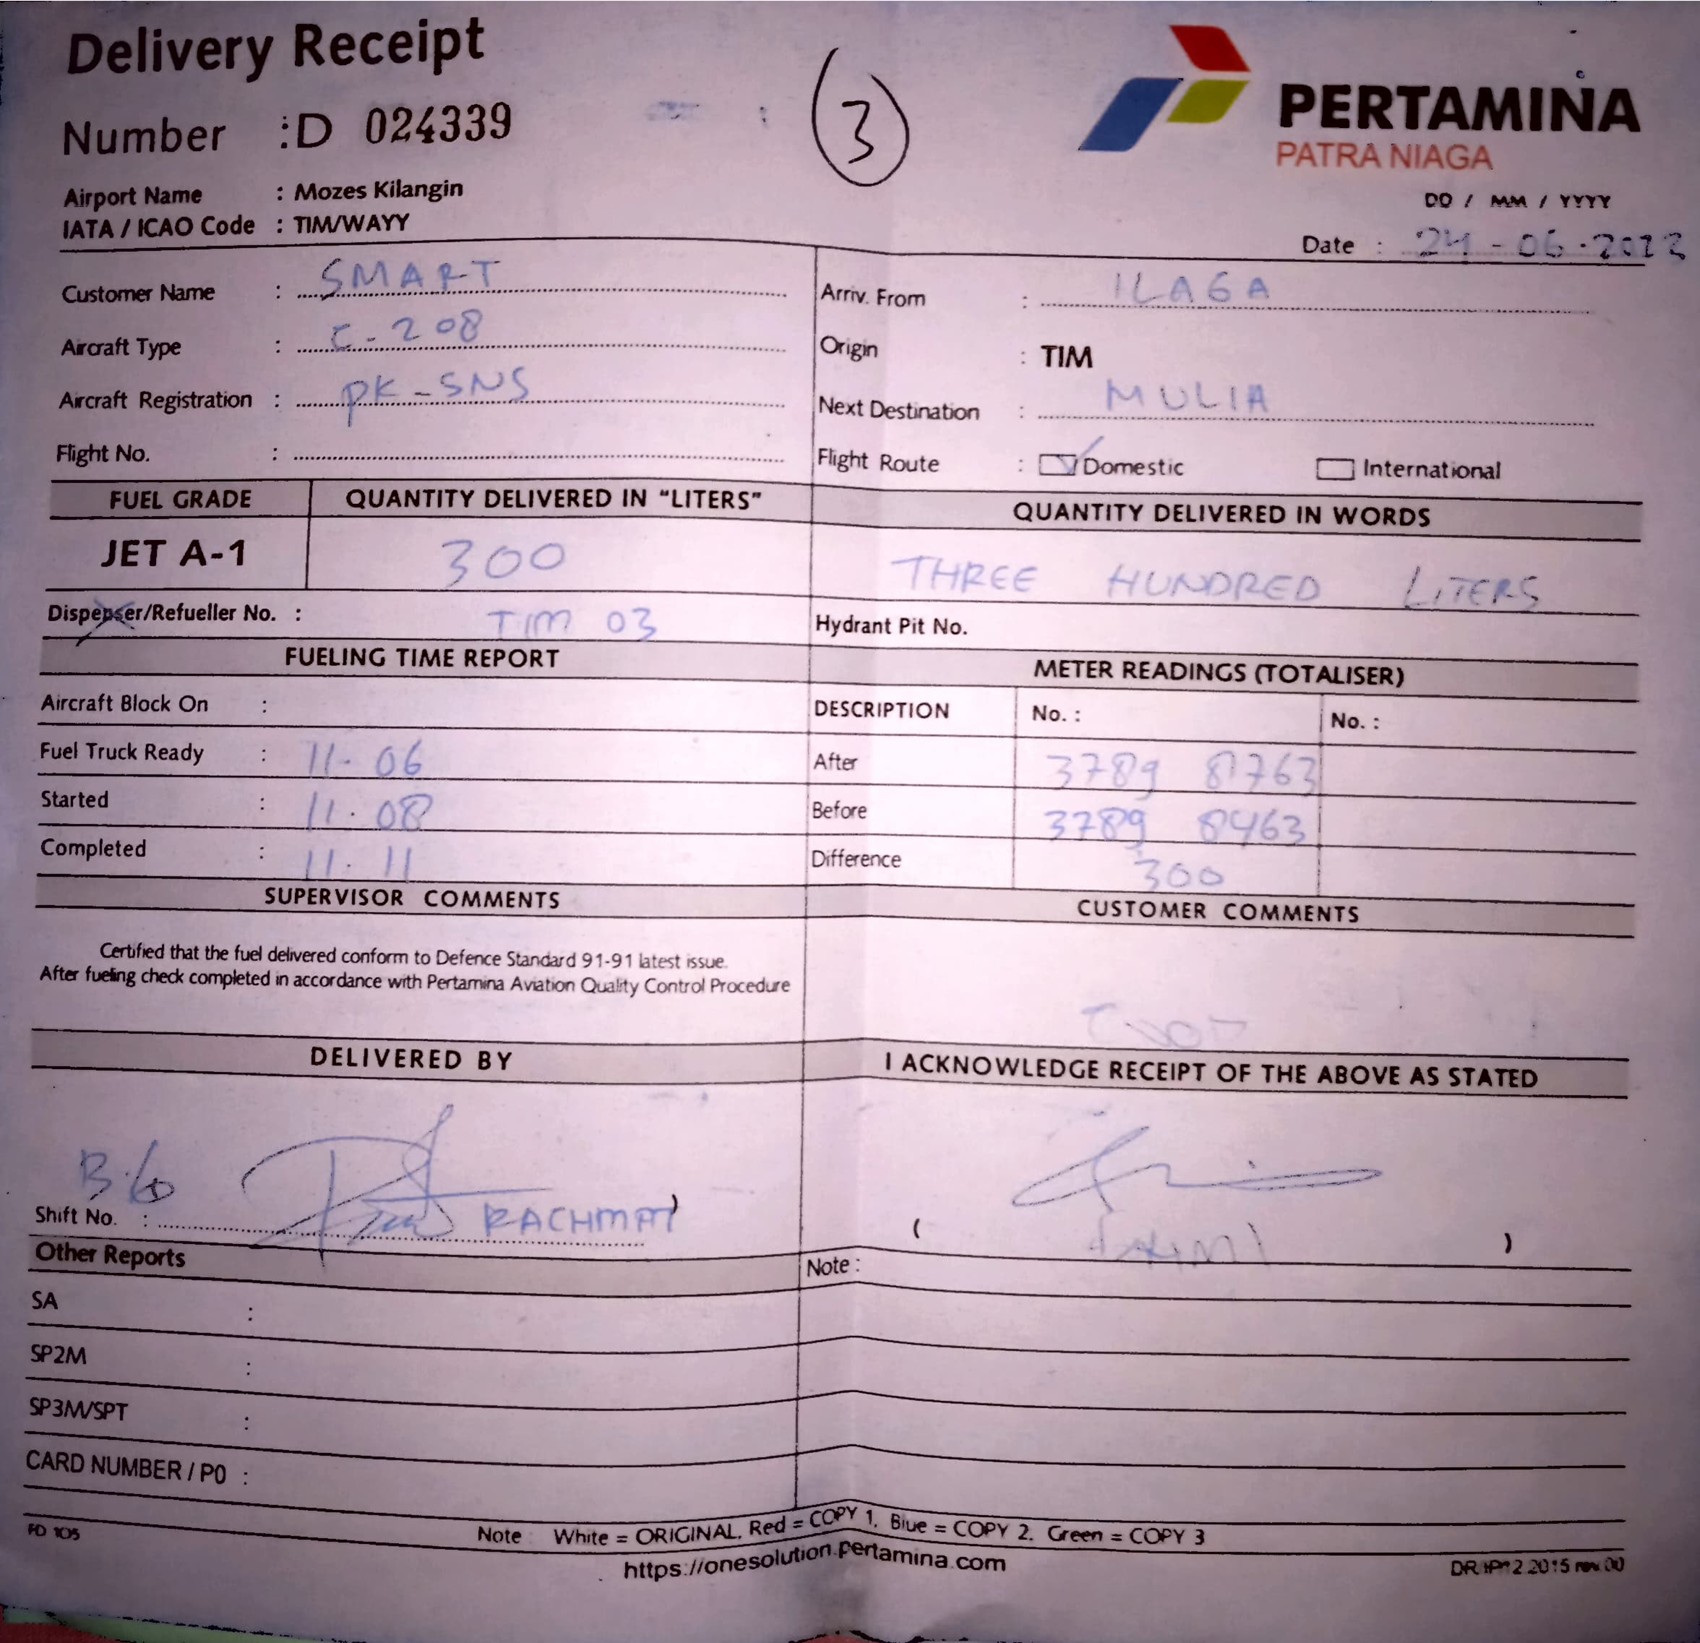 Delivery Receipt
Number :D 024339
3
PERTAMINA
PATRA NIAGA
Airport Name : Mozes Kilangin
IATA / ICAO Code : TIM/WAYY
DD / MM / YYYY
Date : 24-06-2022
Customer Name : SMART
Arriv. From : ILAGA
Aircraft Type : C-208
Origin : TIM
Aircraft Registration : PK-SNS
Next Destination : MULIA
Flight No. :
Flight Route : Domestic International
FUEL GRADE QUANTITY DELIVERED IN "LITERS" QUANTITY DELIVERED IN WORDS
JET A-1 300 THREE HUNDRED LITERS
Dispenser/Refueller No. : TIM 03 Hydrant Pit No.
FUELING TIME REPORT METER READINGS (TOTALISER)
Aircraft Block On : DESCRIPTION No. : No. :
Fuel Truck Ready : 11-06 After 3789 8763
Started : 11.08 Before 3789 8463
Completed : 11.11 Difference 300
SUPERVISOR COMMENTS CUSTOMER COMMENTS
Certified that the fuel delivered conform to Defence Standard 91-91 latest issue.
After fueling check completed in accordance with Pertamina Aviation Quality Control Procedure
DELIVERED BY I ACKNOWLEDGE RECEIPT OF THE ABOVE AS STATED
Shift No. : RACHMAT ) ( )
Other Reports Note :
SA :
SP2M :
SP3M/SPT :
CARD NUMBER / PO :
FD 105 Note White = ORIGINAL. Red = COPY 1. Blue = COPY 2. Green = COPY 3
https://onesolution.pertamina.com